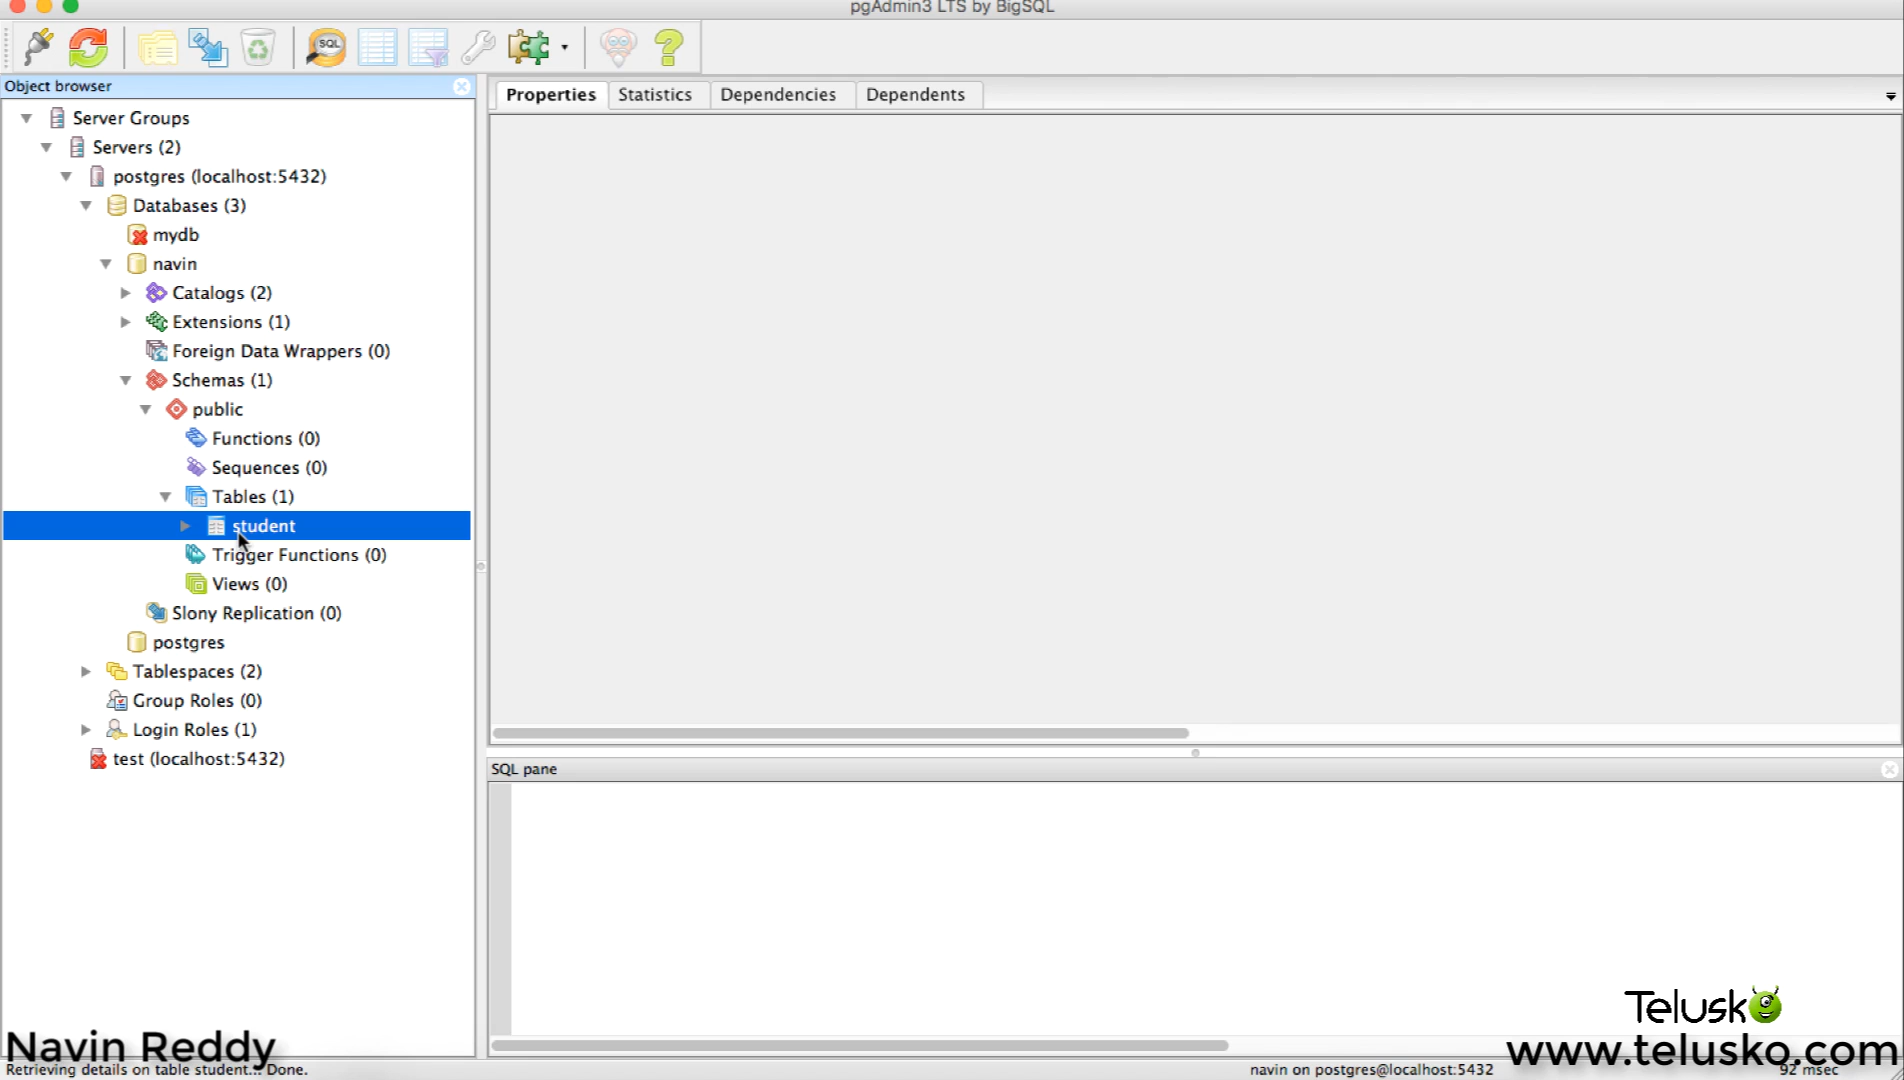 pgAdmin3 LTS by BigSQL
SQL
Object browser
Properties
Statistics
Dependencies
Dependents
Server Groups
Servers (2)
postgres (localhost:5432)
Databases (3)
mydb
navin
Catalogs (2)
Extensions (1)
Foreign Data Wrappers (0)
Schemas (1)
public
Functions (0)
Sequences (0)
Tables (1)
student
Trigger Functions (0)
Views (0)
Slony Replication (0)
postgres
Tablespaces (2)
Group Roles (0)
Login Roles (1)
test (localhost:5432)
SQL pane
Telusko
Navin Reddy
www.telusko.com
Retrieving details on table student... Done.
navin on postgres@localhost:5432
92 msec